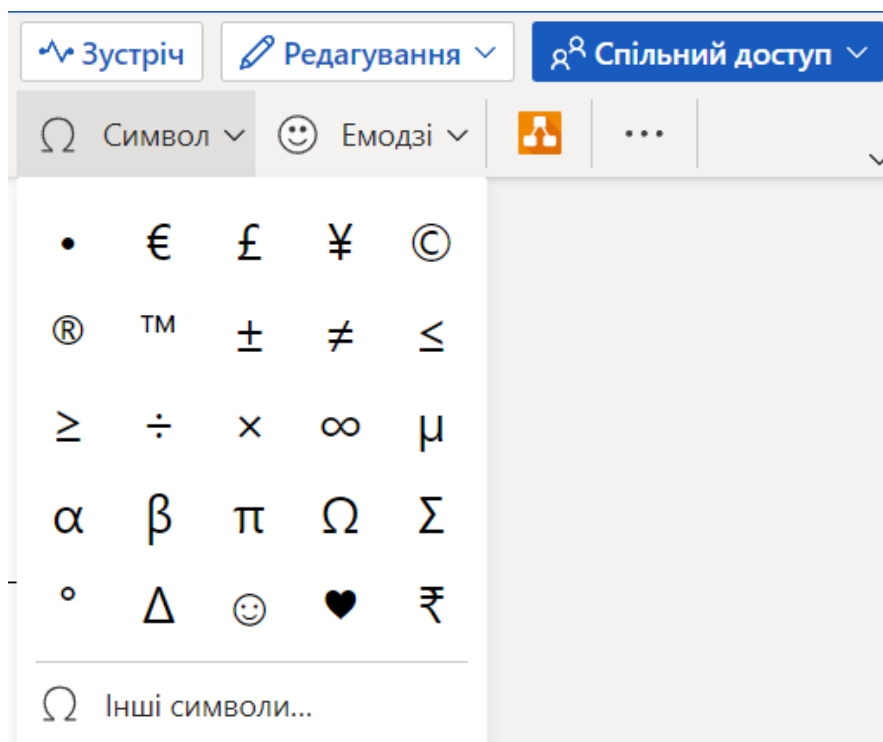 Зустріч Редагування Спільний доступ
Символ Емодзі ...
• € £ ¥ ©
® ™ ± ≠ ≤
≥ ÷ × ∞ µ
α β π Ω Σ
° Δ ☺ ♥ ₹
Ω Інші символи...